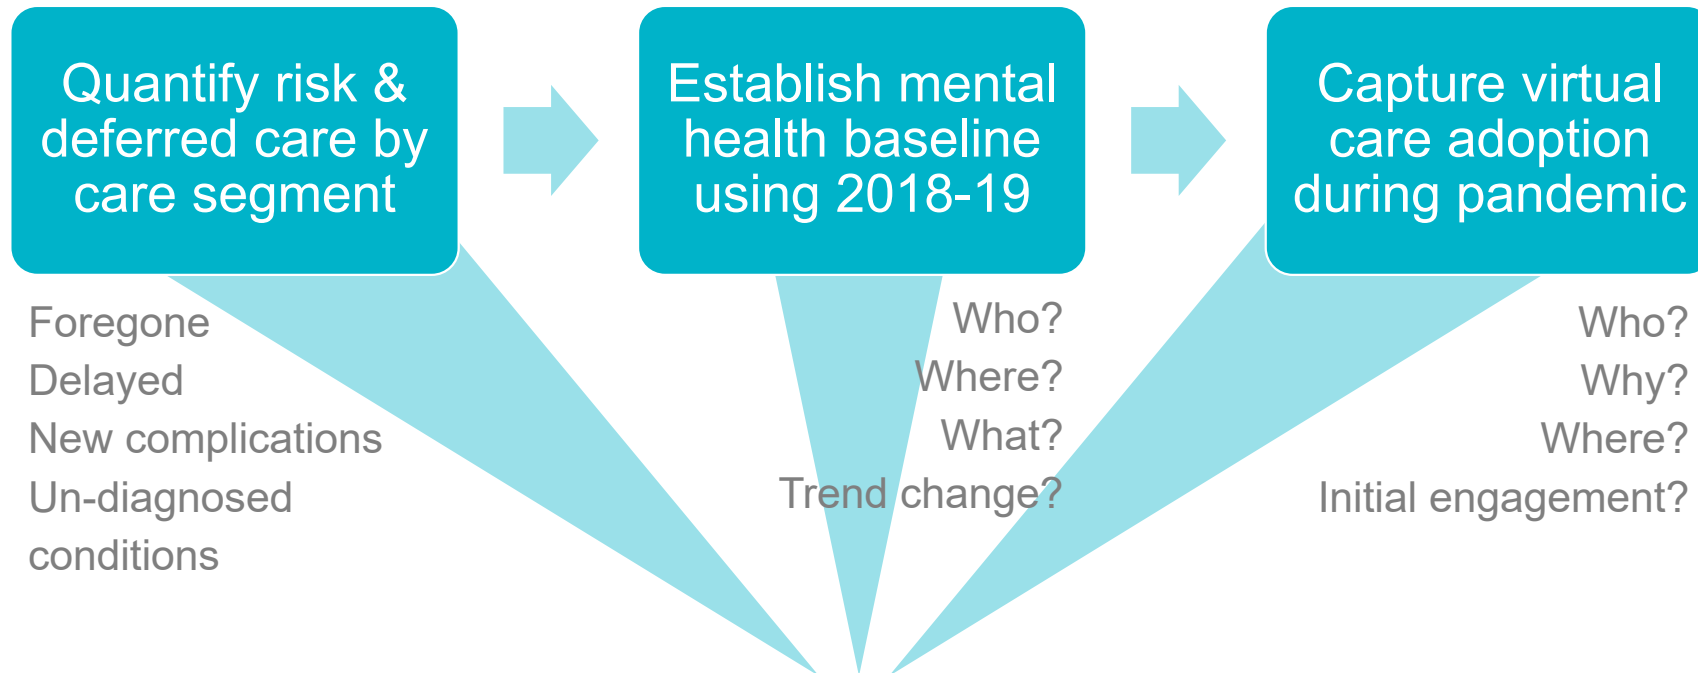 Quantify risk &
deferred care by
care segment
Establish mental
health baseline
using 2018-19
Capture virtual
care adoption
during pandemic
Foregone
Delayed
New complications
Un-diagnosed
conditions
Who?
Where?
What?
Trend change?
Who?
Why?
Where?
Initial engagement?